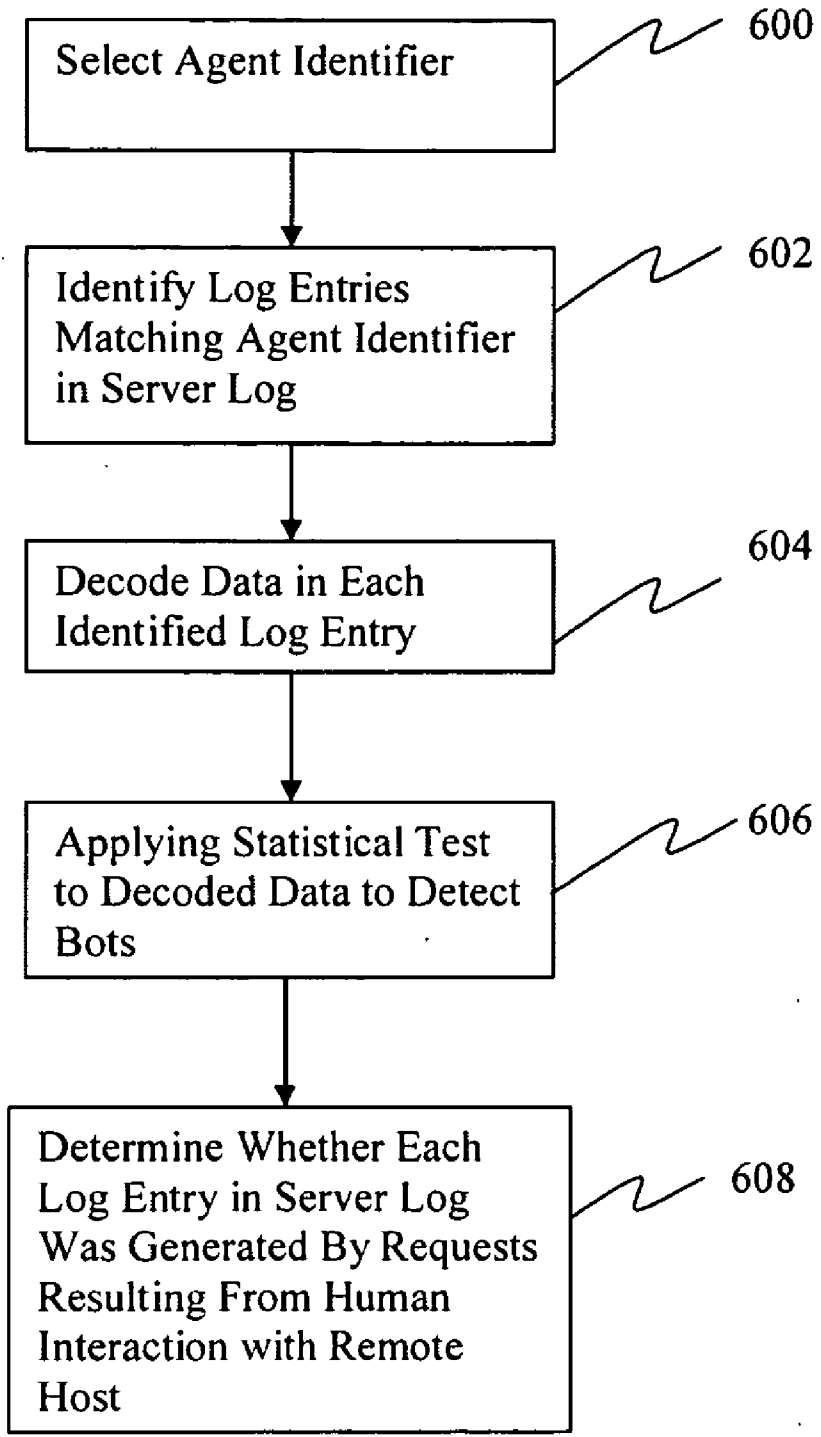 Select Agent Identifier
600
Identify Log Entries
Matching Agent Identifier
in Server Log
602
Decode Data in Each
Identified Log Entry
604
Applying Statistical Test
to Decoded Data to Detect
Bots
606
Determine Whether Each
Log Entry in Server Log
Was Generated By Requests
Resulting From Human
Interaction with Remote
Host
608